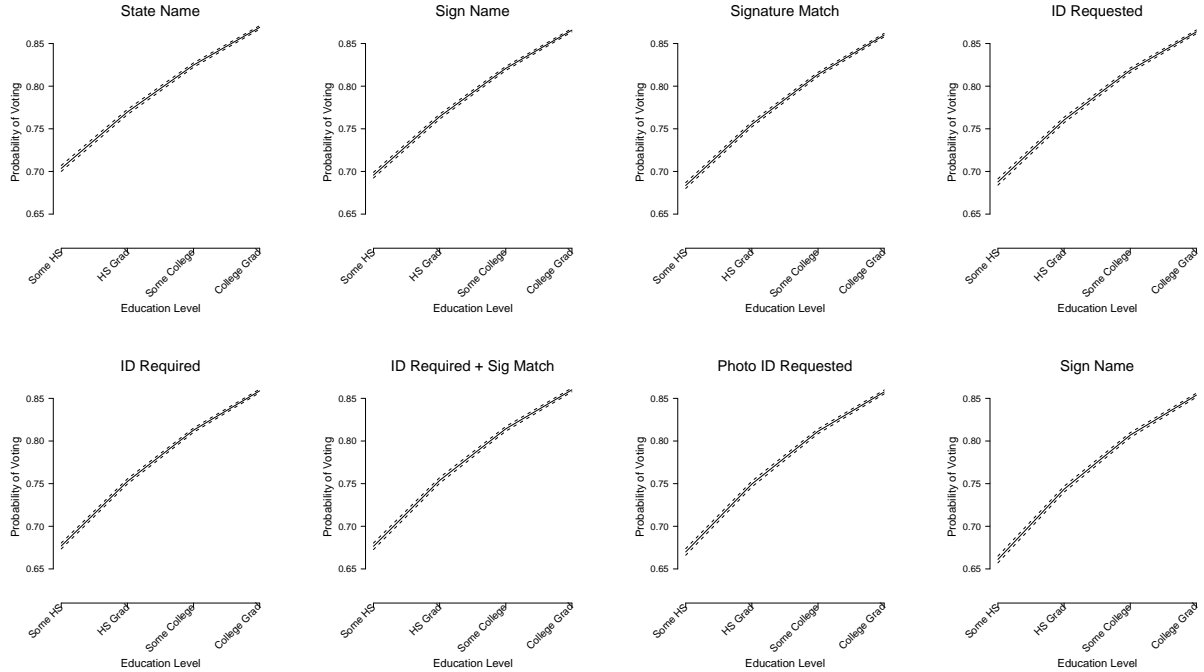 State Name
Sign Name
Signature Match
ID Requested
Probability of Voting
0.85
0.80
0.75
0.70
0.65
Some HS
HS Grad
Some College
College Grad
Education Level
Probability of Voting
0.85
0.80
0.75
0.70
0.65
Some HS
HS Grad
Some College
College Grad
Education Level
Probability of Voting
0.85
0.80
0.75
0.70
0.65
Some HS
HS Grad
Some College
College Grad
Education Level
Probability of Voting
0.85
0.80
0.75
0.70
0.65
Some HS
HS Grad
Some College
College Grad
Education Level
ID Required
ID Required + Sig Match
Photo ID Requested
Sign Name
Probability of Voting
0.85
0.80
0.75
0.70
0.65
Some HS
HS Grad
Some College
College Grad
Education Level
Probability of Voting
0.85
0.80
0.75
0.70
0.65
Some HS
HS Grad
Some College
College Grad
Education Level
Probability of Voting
0.85
0.80
0.75
0.70
0.65
Some HS
HS Grad
Some College
College Grad
Education Level
Probability of Voting
0.85
0.80
0.75
0.70
0.65
Some HS
HS Grad
Some College
College Grad
Education Level